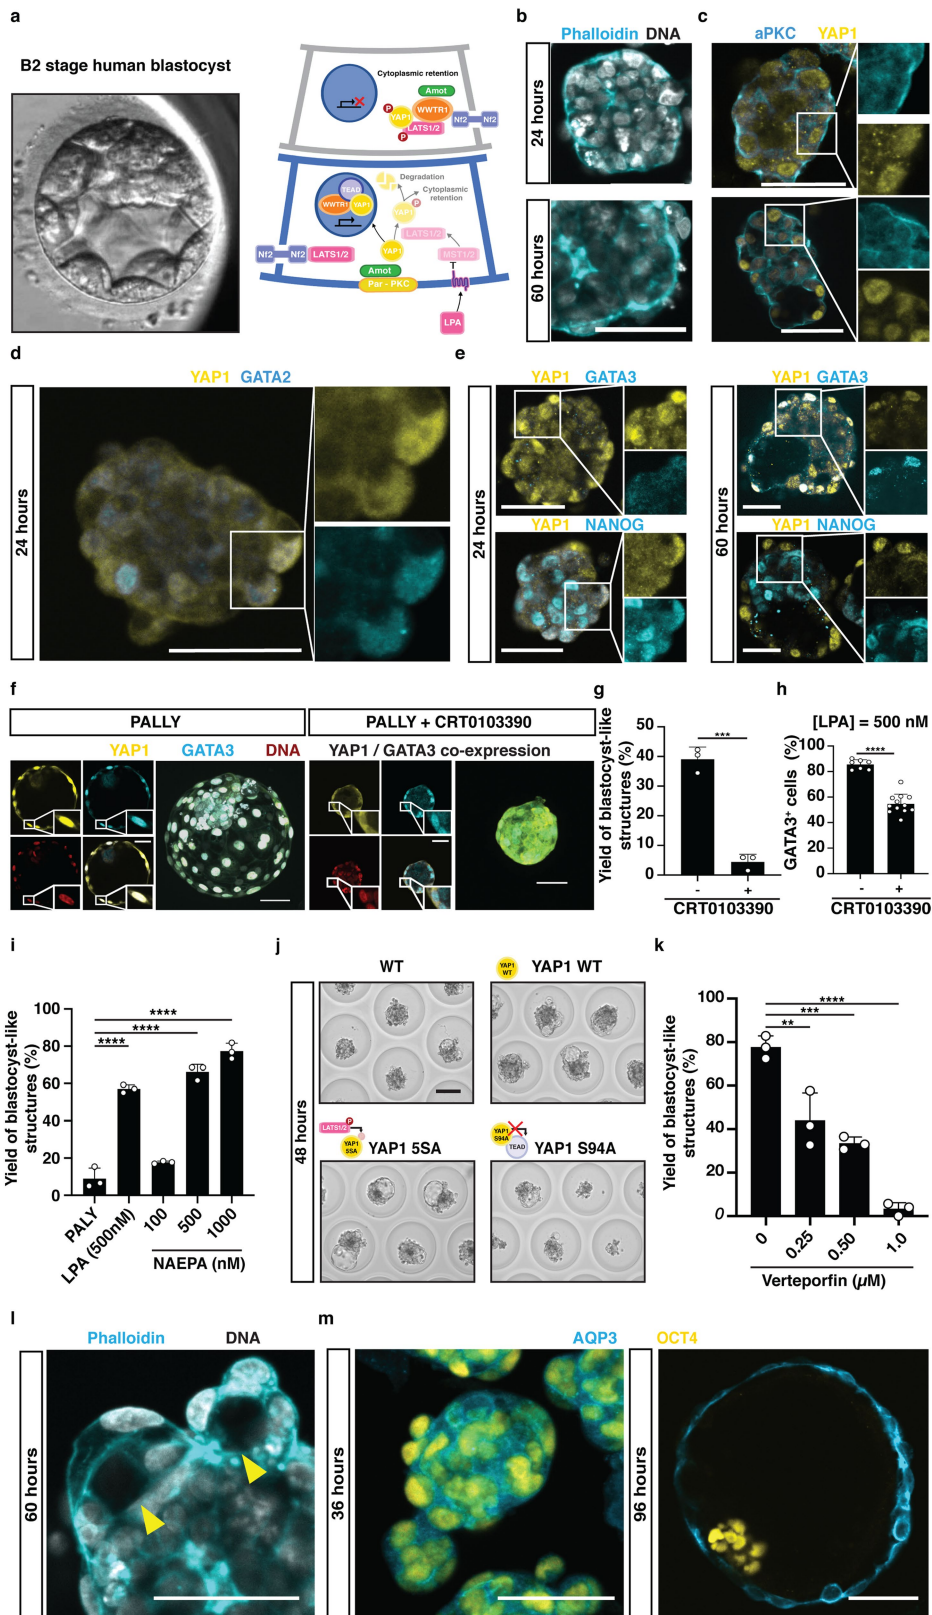 a
B2 stage human blastocyst
Cytoplasmic retention
Amot
P
YAP1
WWTR1
LATS1/2
P
Nf2
Nf2
Degradation
Cytoplasmic
retention
TEAD
WWTR1
YAP1
YAP1
P
LATS1/2
YAP1
MST1/2
Nf2
Nf2
LATS1/2
Amot
Par - PKC
LPA
b
Phalloidin DNA
24 hours
60 hours
c
aPKC YAP1
d
YAP1 GATA2
24 hours
e
YAP1 GATA3
24 hours
YAP1 NANOG
YAP1 GATA3
60 hours
YAP1 NANOG
f
PALLY
PALLY + CRT0103390
YAP1 GATA3 DNA
YAP1 / GATA3 co-expression
g
Yield of blastocyst-like
structures (%)
50
40
30
20
10
0
***
- +
CRT0103390
h
[LPA] = 500 nM
GATA3+ cells (%)
100
80
60
40
20
0
****
- +
CRT0103390
i
Yield of blastocyst-like
structures (%)
100
80
60
40
20
0
****
****
****
PALY
LPA (500nM)
100
500
1000
NAEPA (nM)
j
48 hours
WT
YAP1
WT
YAP1 WT
LATS1/2
P
YAP1
5SA
YAP1 5SA
YAP1
S94A
TEAD
YAP1 S94A
k
Yield of blastocyst-like
structures (%)
100
80
60
40
20
0
****
***
**
0
0.25
0.50
1.0
Verteporfin (µM)
l
Phalloidin DNA
60 hours
m
AQP3 OCT4
36 hours
96 hours